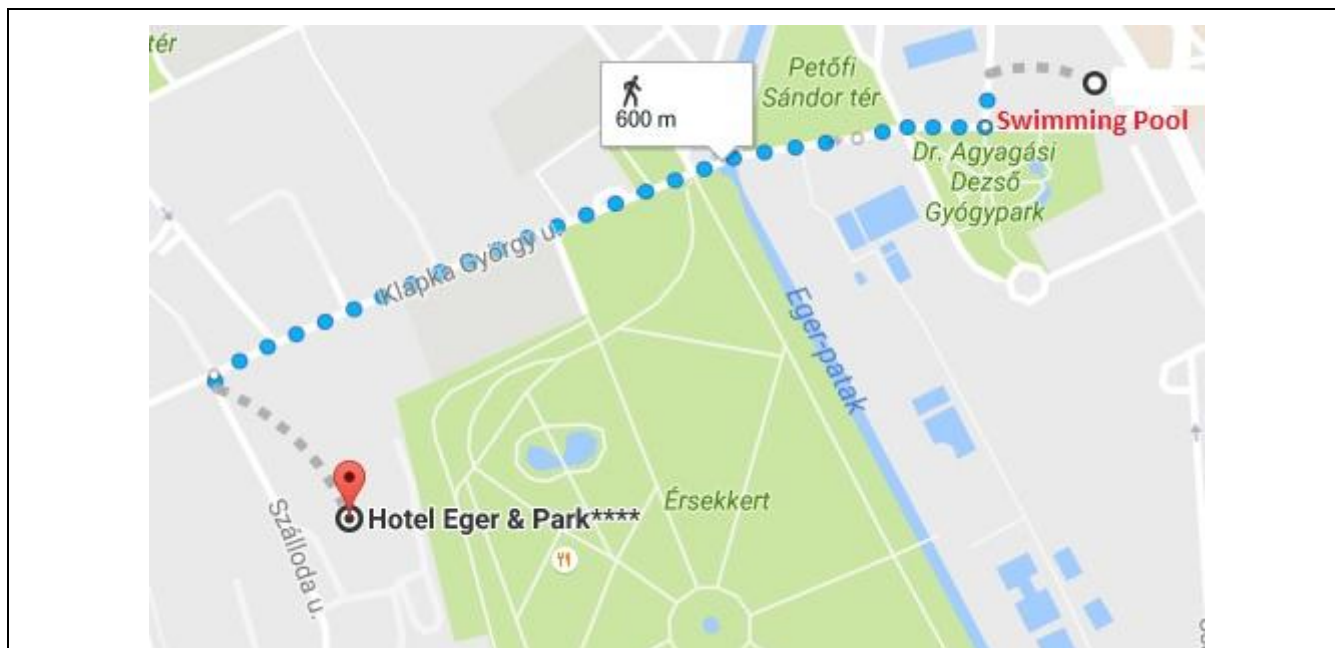 tér
Petőfi
Sándor tér
600 m
Swimming Pool
Dr. Agyagási
Dezső
Gyógypark
Klapka György u.
Eger-patak
Érsekkert
Hotel Eger & Park****
Szálloda u.